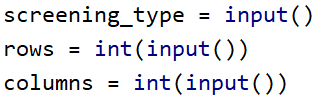 screening_type = input()
rows = int(input())
columns = int(input())